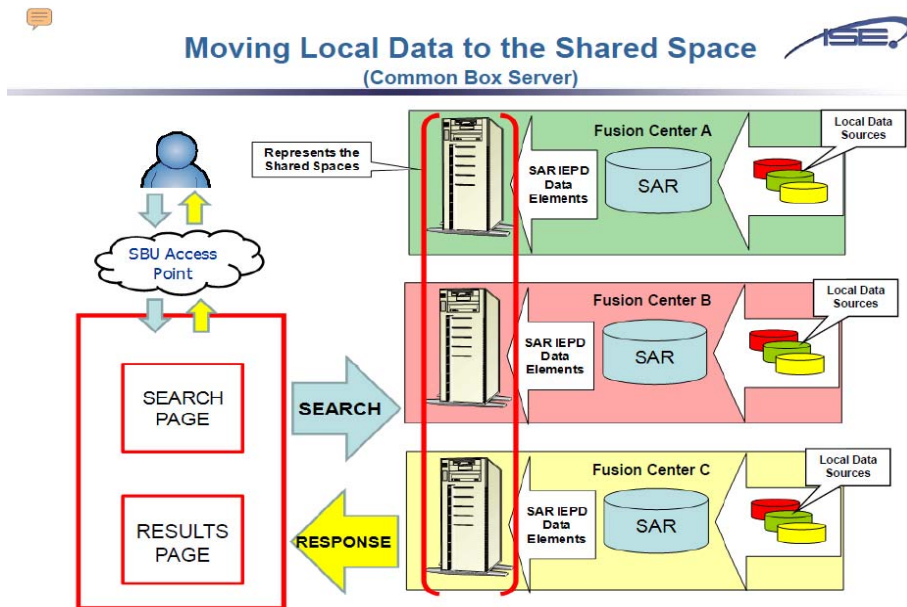 Moving Local Data to the Shared Space
(Common Box Server)
ISE.
Represents the
Shared Spaces
SBU Access
Point
SEARCH
PAGE
RESULTS
PAGE
SEARCH
RESPONSE
Fusion Center A
SAR IEPD
Data
Elements
SAR
Local Data
Sources
Fusion Center B
SAR IEPD
Data
Elements
SAR
Local Data
Sources
Fusion Center C
SAR IEPD
Data
Elements
SAR
Local Data
Sources